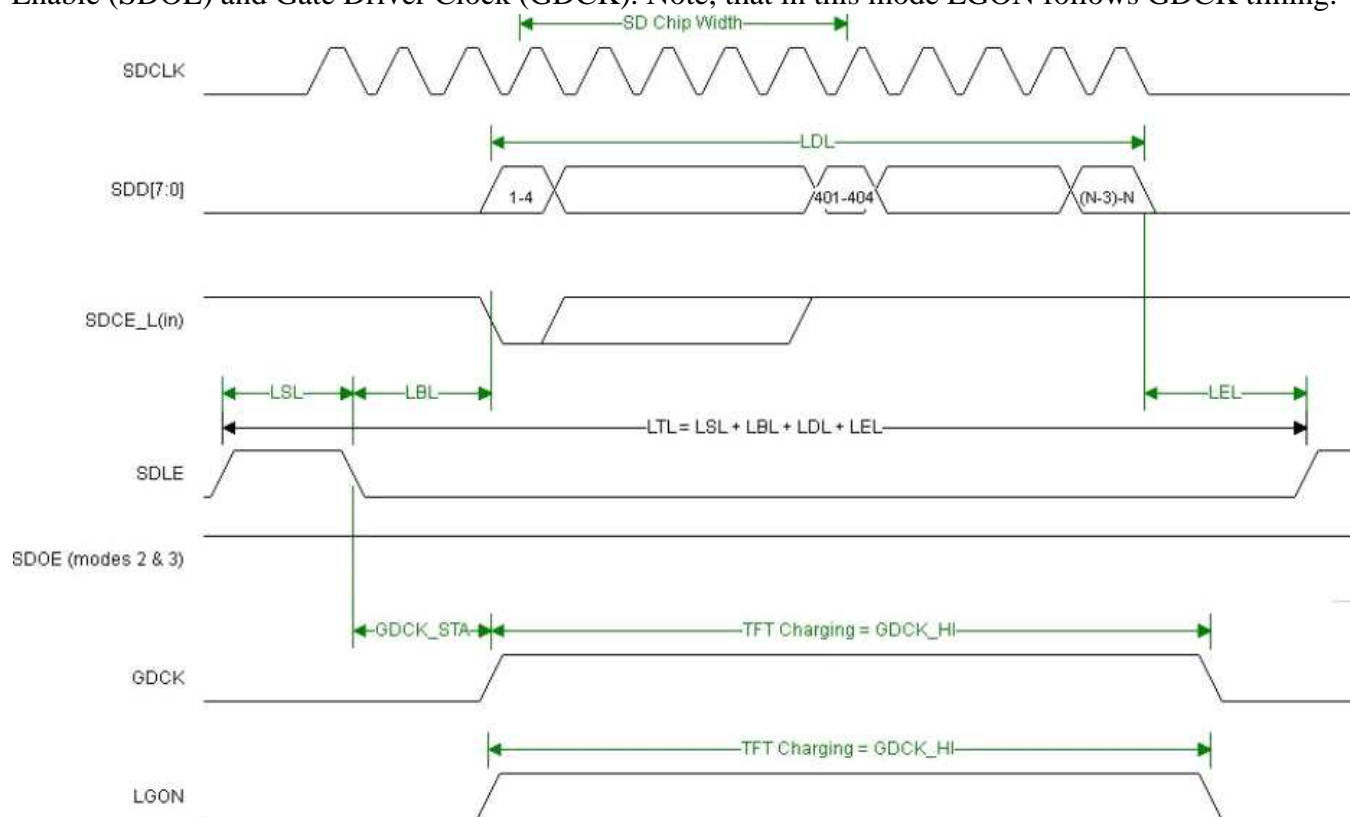 Enable (SDOE) and Gate Driver Clock (GDCK). Note, that in this mode LGON follows GDCK timing.
SD Chip Width
SDCLK
LDL
SDD[7:0]
1-4
401-404
(N-3)-N
SDCE_L(in)
LSL
LBL
LEL
LTL = LSL + LBL + LDL + LEL
SDLE
SDOE (modes 2 & 3)
GDCK_STA
TFT Charging = GDCK_HI
GDCK
TFT Charging = GDCK_HI
LGON